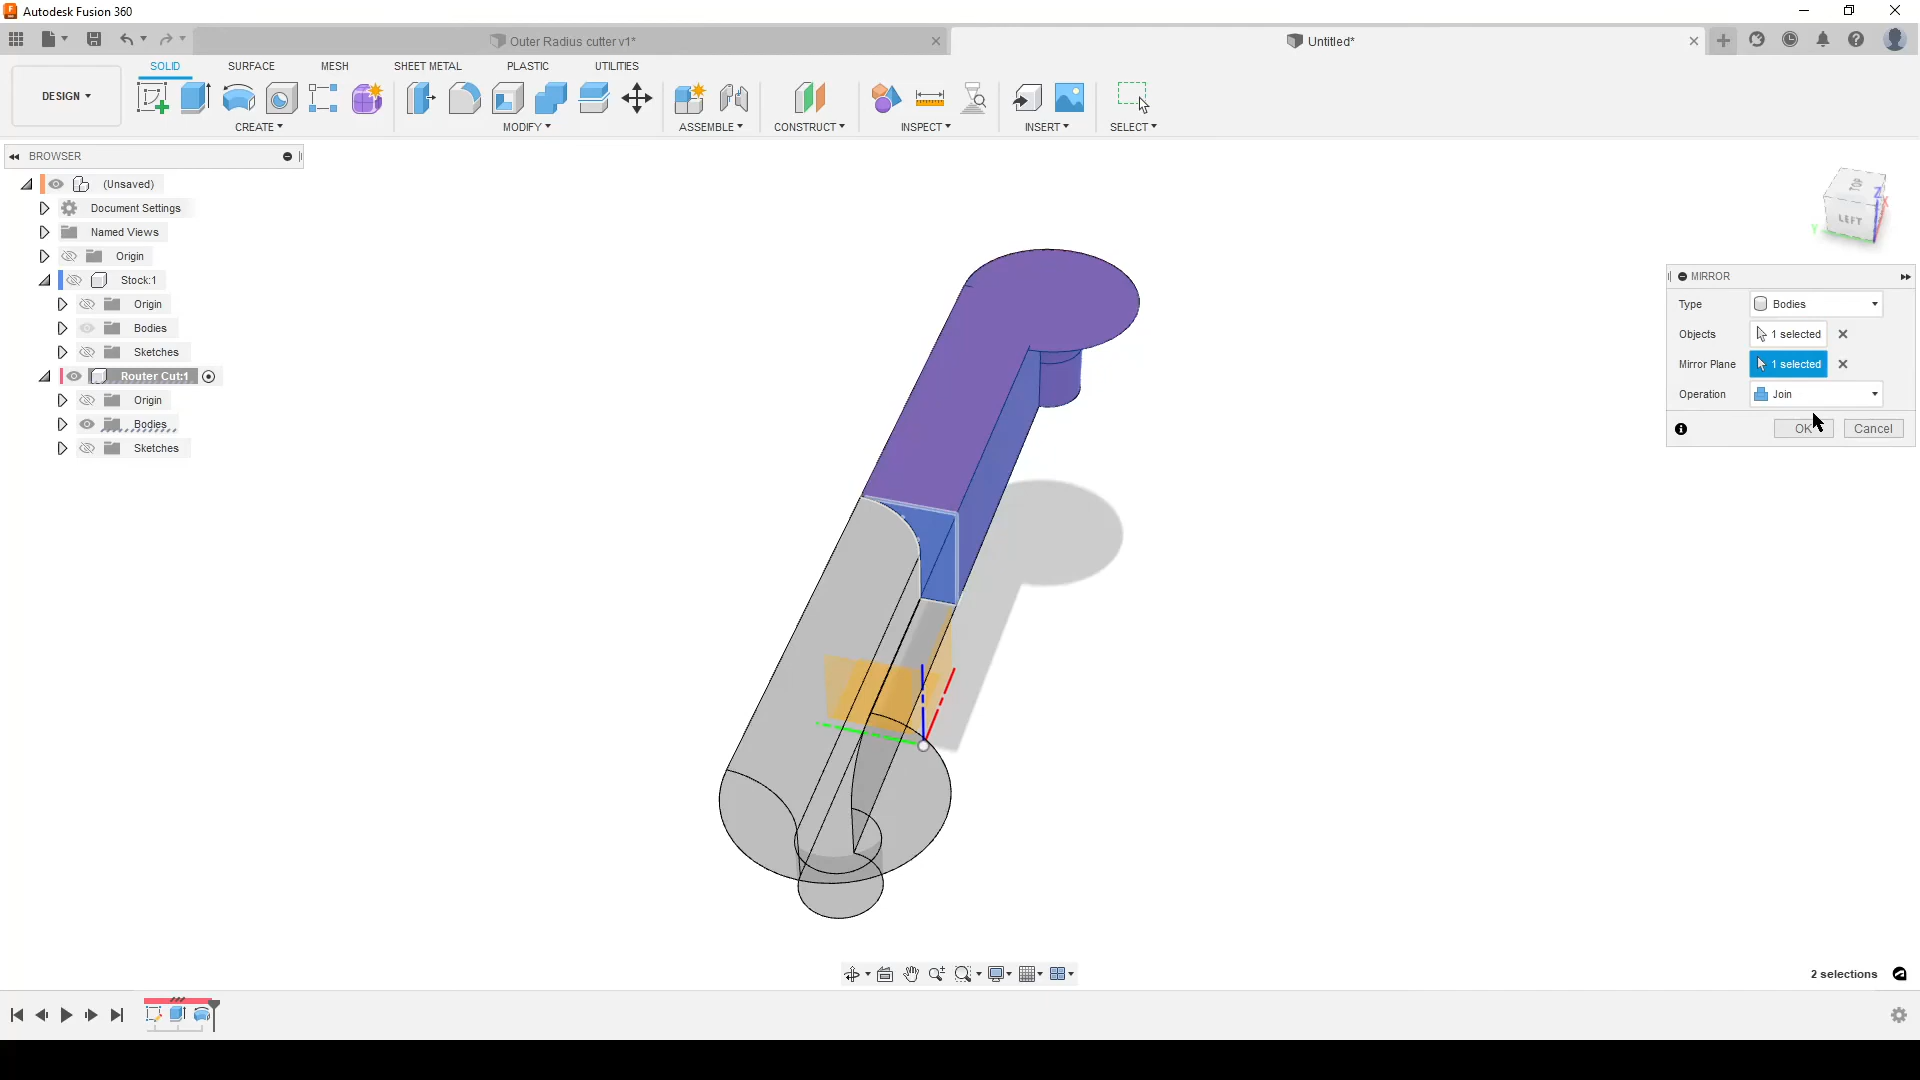 Autodesk Fusion 360
Outer Radius cutter v1*
Untitled*
DESIGN
SOLID SURFACE MESH SHEET METAL PLASTIC UTILITIES
CREATE MODIFY ASSEMBLE CONSTRUCT INSPECT INSERT SELECT
BROWSER
(Unsaved)
Document Settings
Named Views
Origin
Stock:1
Origin
Bodies
Sketches
Router Cut:1
Origin
Bodies
Sketches
TOP
LEFT
Z
X
Y
MIRROR
Type Bodies
Objects 1 selected
Mirror Plane 1 selected
Operation Join
OK Cancel
2 selections